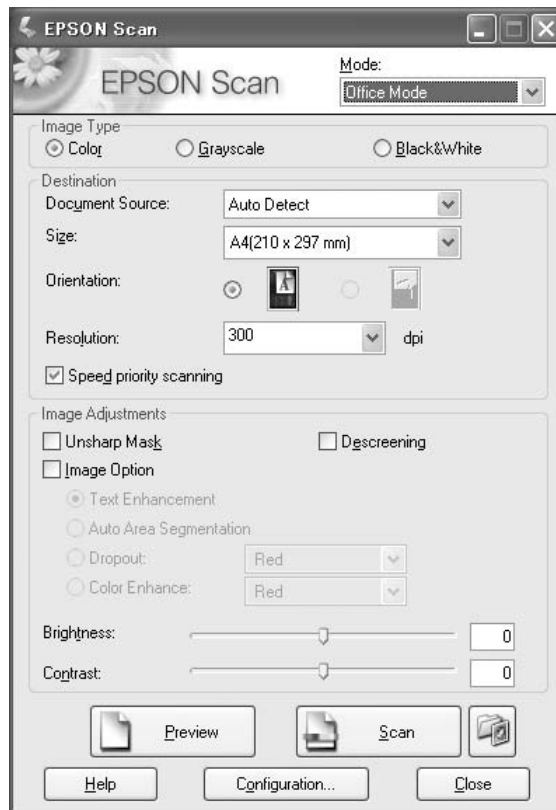 EPSON Scan
EPSON Scan
Mode:
Office Mode
Image Type
Color Grayscale Black&White
Destination
Document Source: Auto Detect
Size: A4(210 x 297 mm)
Orientation: A
Resolution: 300 dpi
Speed priority scanning
Image Adjustments
Unsharp Mask Descreening
Image Option
Text Enhancement
Auto Area Segmentation
Dropout: Red
Color Enhance: Red
Brightness: 0
Contrast: 0
Preview Scan
Help Configuration... Close